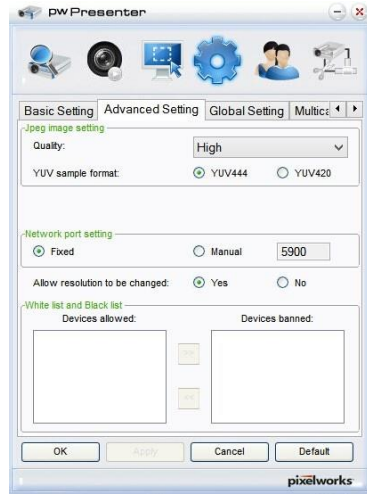 pwPresenter
Basic Setting Advanced Setting Global Setting Multica
Jpeg image setting
Quality: High
YUV sample format: YUV444 YUV420
Network port setting
Fixed Manual 5900
Allow resolution to be changed: Yes No
White list and Black list
Devices allowed: Devices banned:
>>
<<
OK Apply Cancel Default
pixelworks